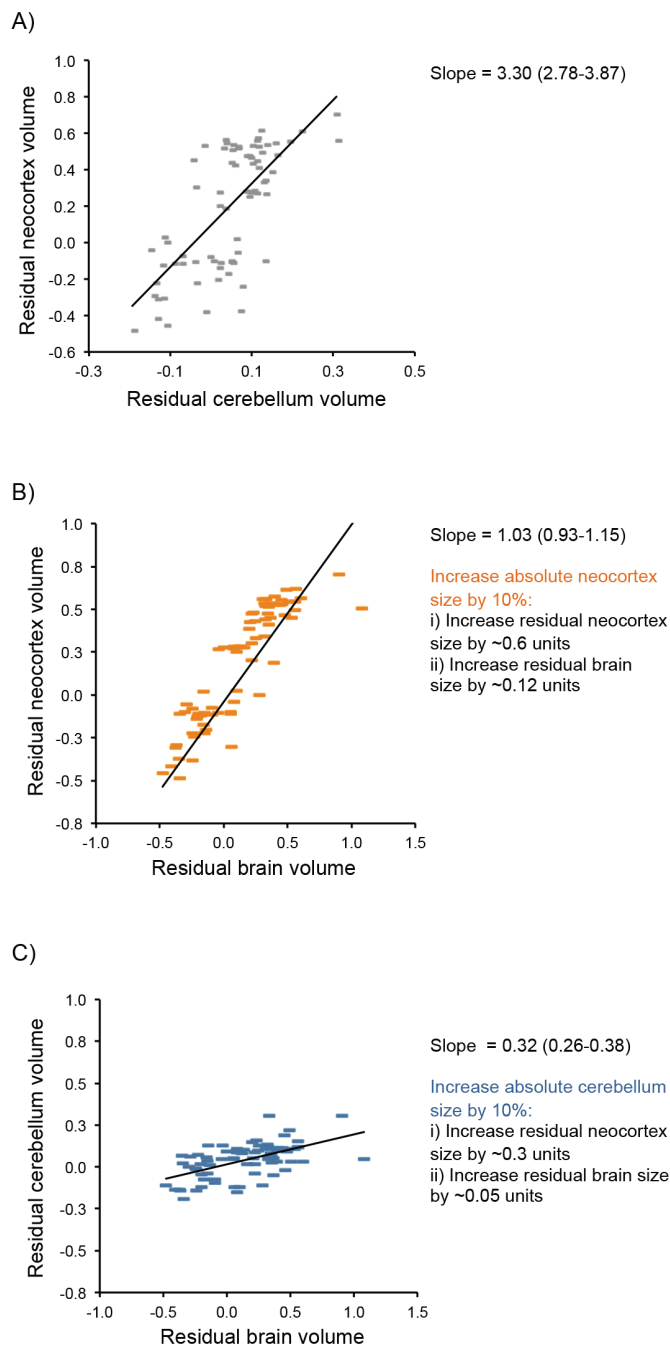 A)
Slope = 3.30 (2.78-3.87)
Residual neocortex volume
1.0
0.8
0.6
0.4
0.2
0.0
-0.2
-0.4
-0.6
-0.3
-0.1
0.1
0.3
0.5
Residual cerebellum volume
B)
Slope = 1.03 (0.93-1.15)
Increase absolute neocortex
size by 10%:
i) Increase residual neocortex
size by ~0.6 units
ii) Increase residual brain
size by ~0.12 units
Residual neocortex volume
1.0
0.8
0.5
0.3
0.0
-0.3
-0.5
-0.8
-1.0
-0.5
0.0
0.5
1.0
1.5
Residual brain volume
C)
Slope = 0.32 (0.26-0.38)
Increase absolute cerebellum
size by 10%:
i) Increase residual neocortex
size by ~0.3 units
ii) Increase residual brain size
by ~0.05 units
Residual cerebellum volume
1.0
0.8
0.5
0.3
0.0
-0.3
-0.5
-0.8
-1.0
-0.5
0.0
0.5
1.0
1.5
Residual brain volume